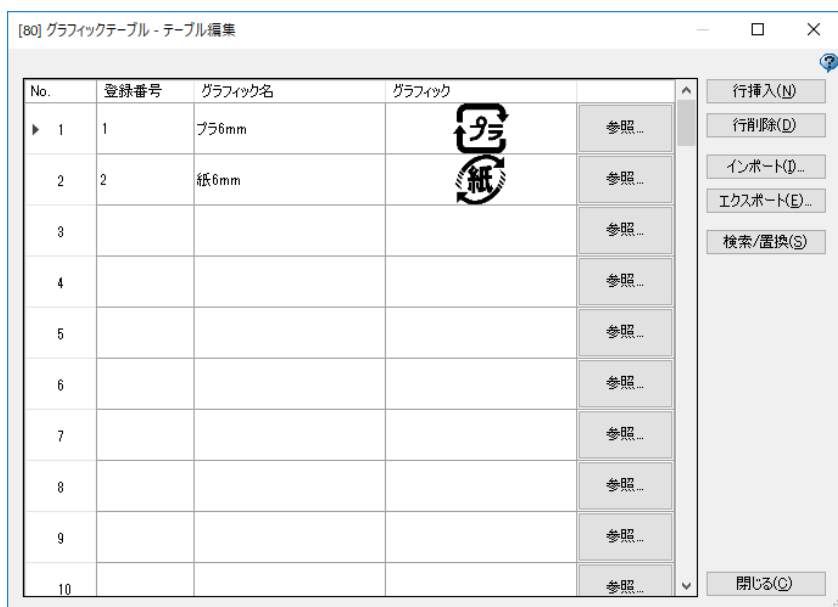 [80] グラフィックテーブル - テーブル編集
No. 登録番号 グラフィック名 グラフィック
1 1 プラ6mm プラ 参照...
2 2 紙6mm 紙 参照...
3 参照...
4 参照...
5 参照...
6 参照...
7 参照...
8 参照...
9 参照...
10 参照...
行挿入(N)
行削除(D)
インポート(I)...
エクスポート(E)...
検索/置換(S)
閉じる(C)